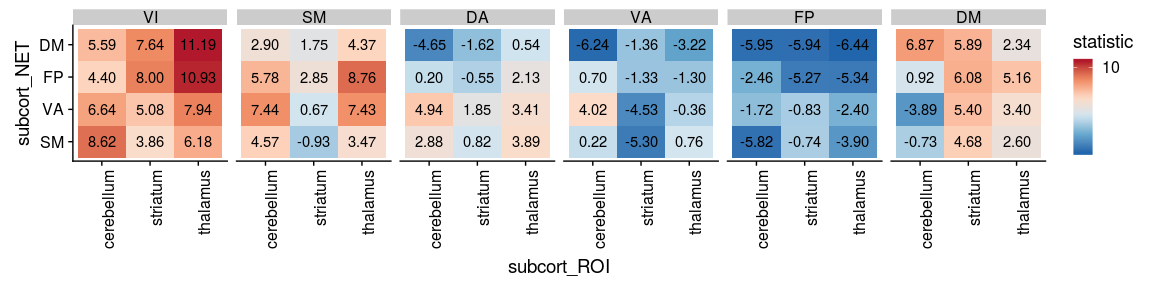 VI SM DA VA FP DM
subcort_NET
statistic
10
DM 5.59 7.64 11.19 2.90 1.75 4.37 -4.65 -1.62 0.54 -6.24 -1.36 -3.22 -5.95 -5.94 -6.44 6.87 5.89 2.34
FP 4.40 8.00 10.93 5.78 2.85 8.76 0.20 -0.55 2.13 0.70 -1.33 -1.30 -2.46 -5.27 -5.34 0.92 6.08 5.16
VA 6.64 5.08 7.94 7.44 0.67 7.43 4.94 1.85 3.41 4.02 -4.53 -0.36 -1.72 -0.83 -2.40 -3.89 5.40 3.40
SM 8.62 3.86 6.18 4.57 -0.93 3.47 2.88 0.82 3.89 0.22 -5.30 0.76 -5.82 -0.74 -3.90 -0.73 4.68 2.60
cerebellum striatum thalamus cerebellum striatum thalamus cerebellum striatum thalamus cerebellum striatum thalamus cerebellum striatum thalamus cerebellum striatum thalamus
subcort_ROI